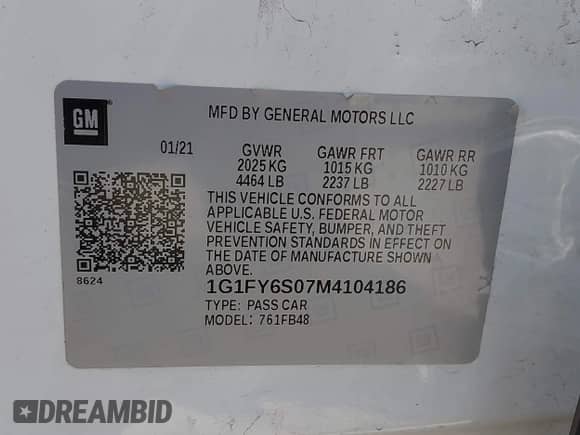 GM
MFD BY GENERAL MOTORS LLC
01/21 GVWR GAWR FRT GAWR RR
2025 KG 1015 KG 1010 KG
4464 LB 2237 LB 2227 LB
THIS VEHICLE CONFORMS TO ALL
APPLICABLE U.S. FEDERAL MOTOR
VEHICLE SAFETY, BUMPER, AND THEFT
PREVENTION STANDARDS IN EFFECT ON
THE DATE OF MANUFACTURE SHOWN
ABOVE.
8624
1G1FY6S07M4104186
TYPE: PASS CAR
MODEL: 761FB48
DREAMBID